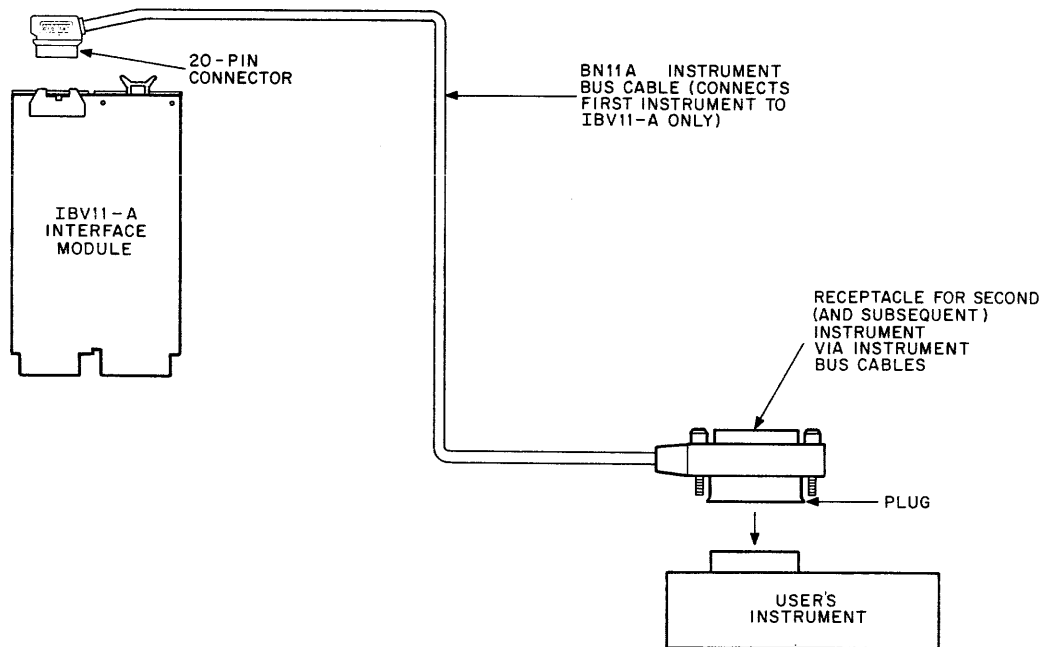 20-PIN
CONNECTOR
BN11A INSTRUMENT
BUS CABLE (CONNECTS
FIRST INSTRUMENT TO
IBV11-A ONLY)
IBV11-A
INTERFACE
MODULE
RECEPTACLE FOR SECOND
(AND SUBSEQUENT)
INSTRUMENT
VIA INSTRUMENT
BUS CABLES
PLUG
USER'S
INSTRUMENT